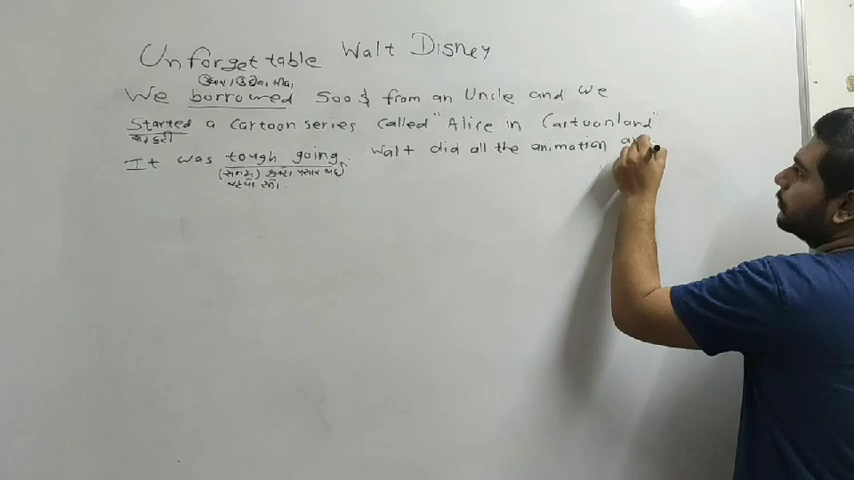 Unforgettable Walt Disney
We borrowed 500 $ from an Uncle and we
Started a cartoon series called "Alice in Cartoonland"
It was tough going. Walt did all the animation